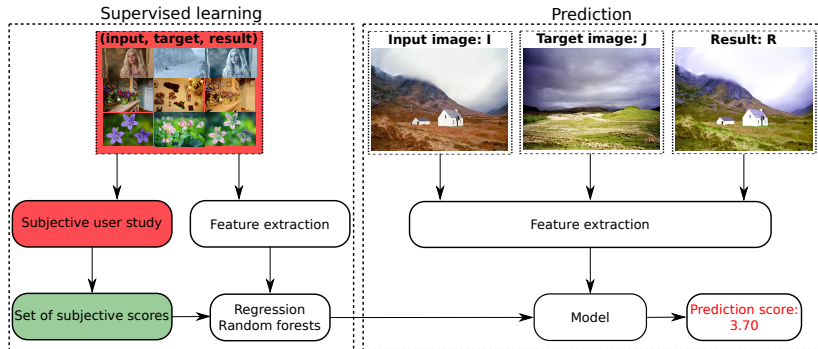 Supervised learning
Prediction
(input, target, result)
Input image: I
Target image: J
Result: R
Subjective user study
Feature extraction
Feature extraction
Set of subjective scores
Regression
Random forests
Model
Prediction score:
3.70